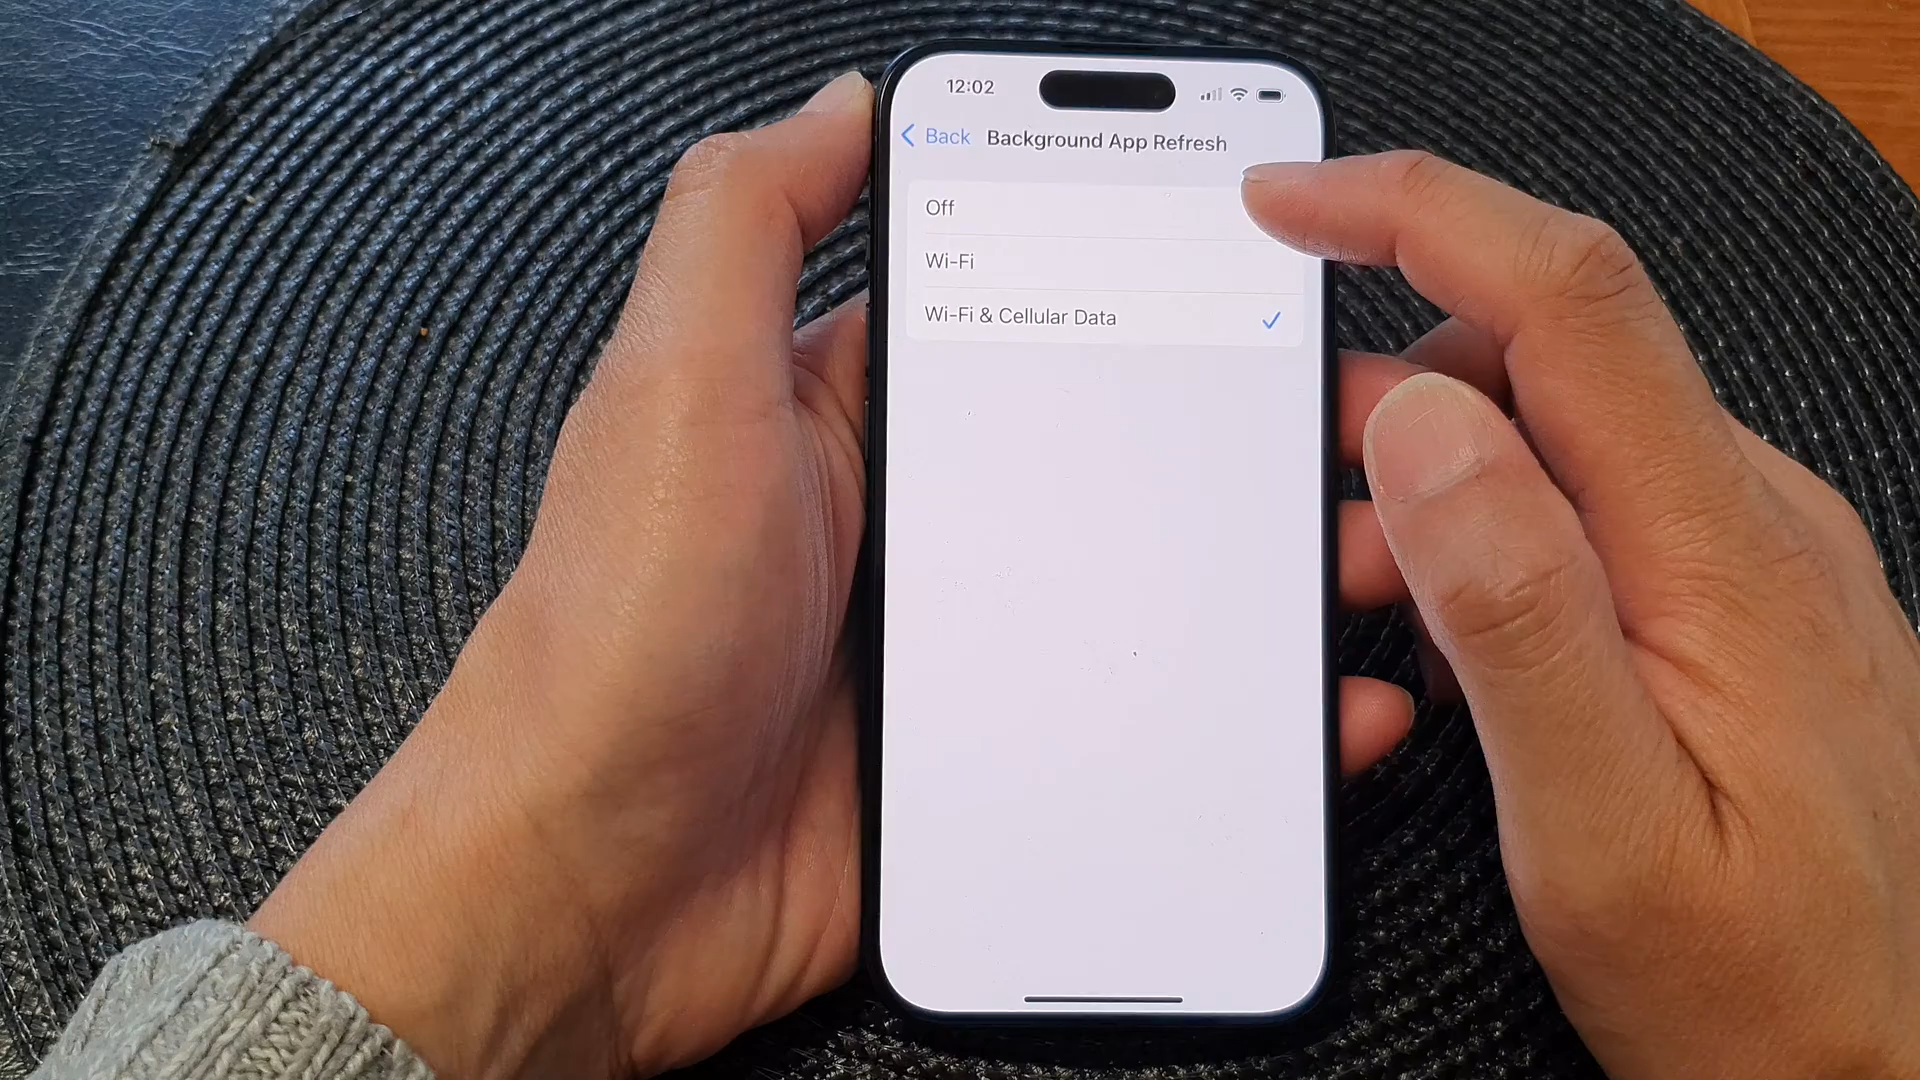 12:02
Back Background App Refresh
Off
Wi-Fi
Wi-Fi & Cellular Data